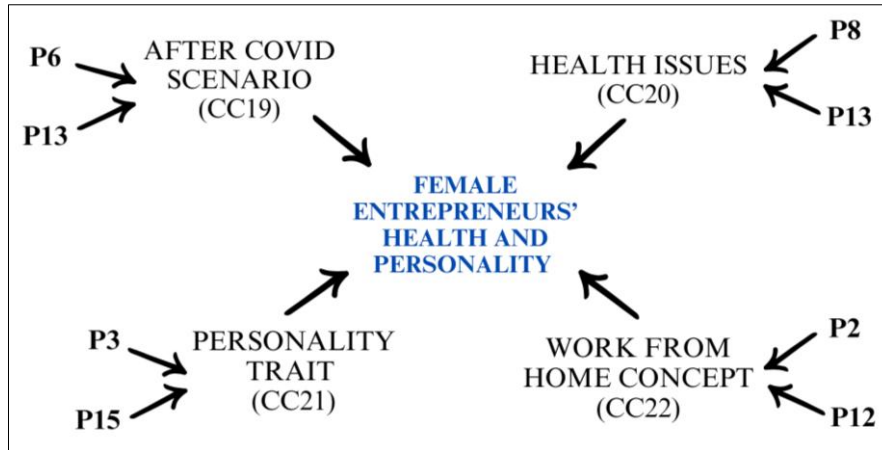 P6
P13
AFTER COVID
SCENARIO
(CC19)
HEALTH ISSUES
(CC20)
P8
P13
FEMALE
ENTREPRENEURS’
HEALTH AND
PERSONALITY
P3
P15
PERSONALITY
TRAIT
(CC21)
WORK FROM
HOME CONCEPT
(CC22)
P2
P12